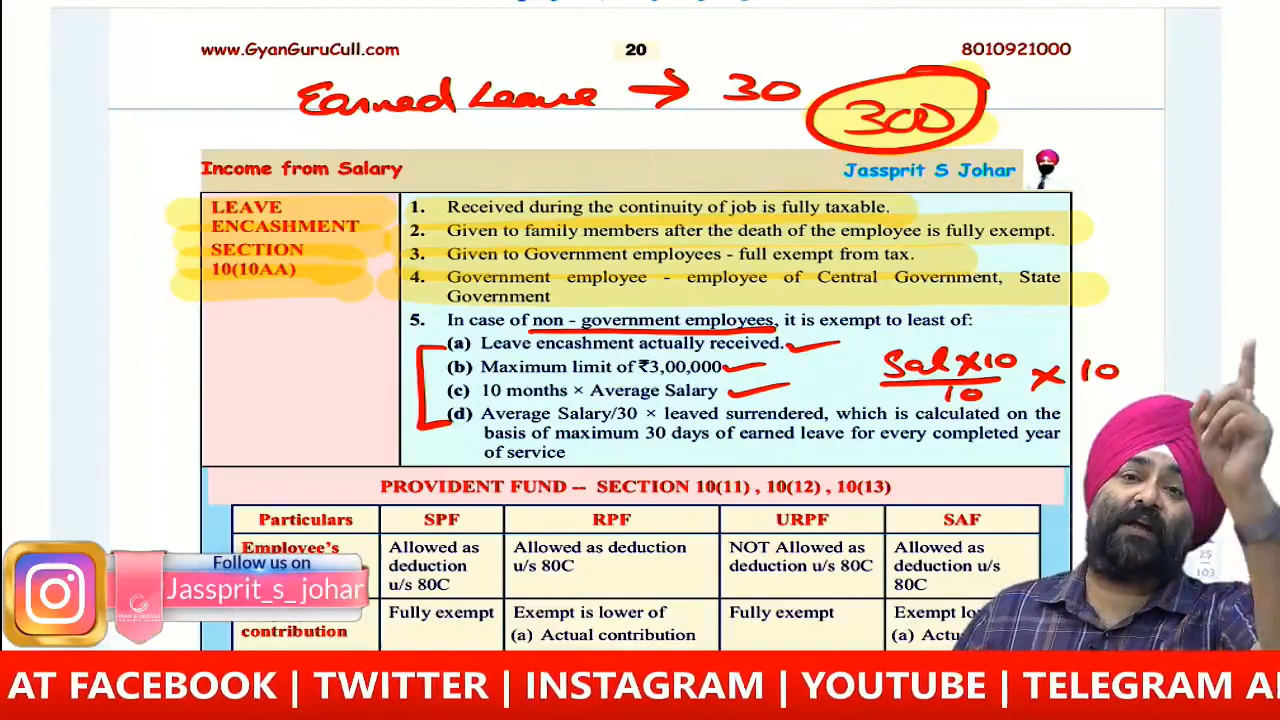 www.GyanGuruCull.com 20 8010921000
Earned Leave → 30 300
Income from Salary Jassprit S Johar
LEAVE
ENCASHMENT
SECTION
10(10AA)
1. Received during the continuity of job is fully taxable.
2. Given to family members after the death of the employee is fully exempt.
3. Given to Government employees - full exempt from tax.
4. Government employee - employee of Central Government, State
Government
5. In case of non - government employees, it is exempt to least of:
(a) Leave encashment actually received.
(b) Maximum limit of ₹3,00,000
(c) 10 months × Average Salary
Sal × 10
10
× 10
(d) Average Salary/30 × leaved surrendered, which is calculated on the
basis of maximum 30 days of earned leave for every completed year
of service
PROVIDENT FUND -- SECTION 10(11) , 10(12) , 10(13)
Particulars SPF RPF URPF SAF
Employee's
contribution
Allowed as
deduction
u/s 80C
Allowed as deduction
u/s 80C
NOT Allowed as
deduction u/s 80C
Allowed as
deduction u/s
80C
Fully exempt
Exempt is lower of
(a) Actual contribution
Fully exempt
Exempt lo
(a) Actu
25
103
Follow us on
Jassprit_s_johar
AT FACEBOOK | TWITTER | INSTAGRAM | YOUTUBE | TELEGRAM A